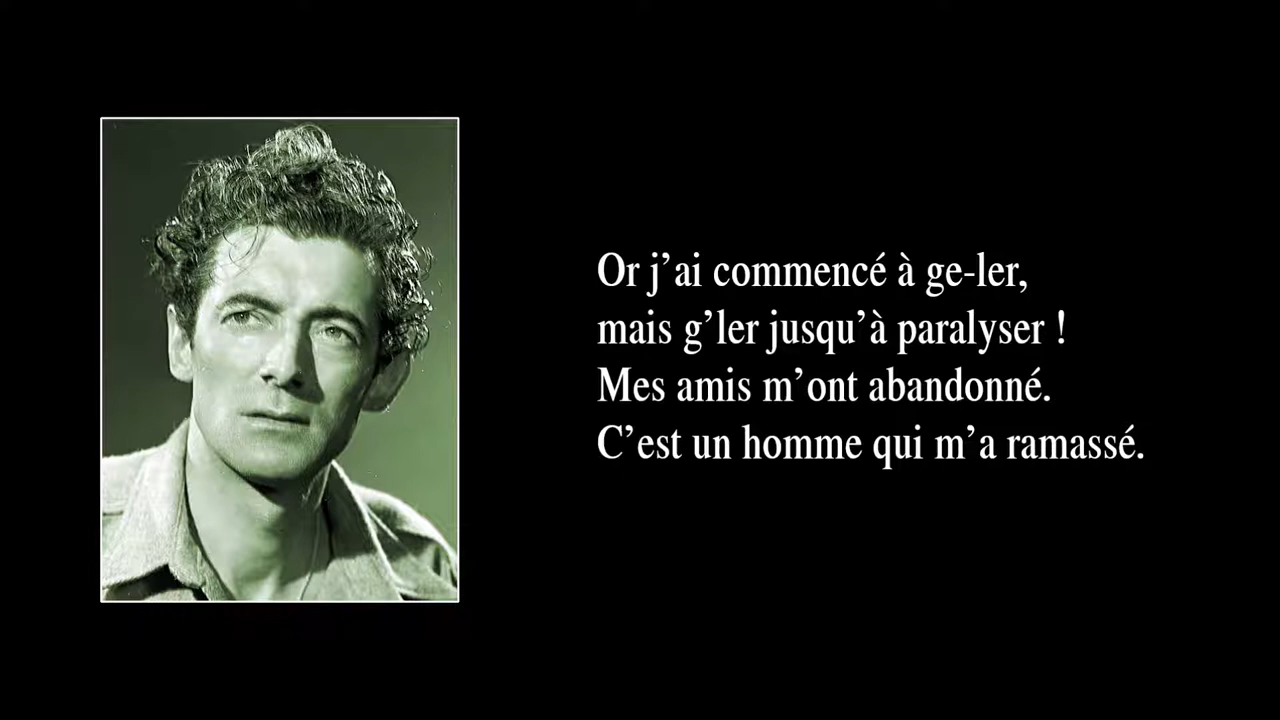 Or j’ai commencé à ge-ler,
mais g’ler jusqu’à paralyser !
Mes amis m’ont abandonné.
C’est un homme qui m’a ramassé.